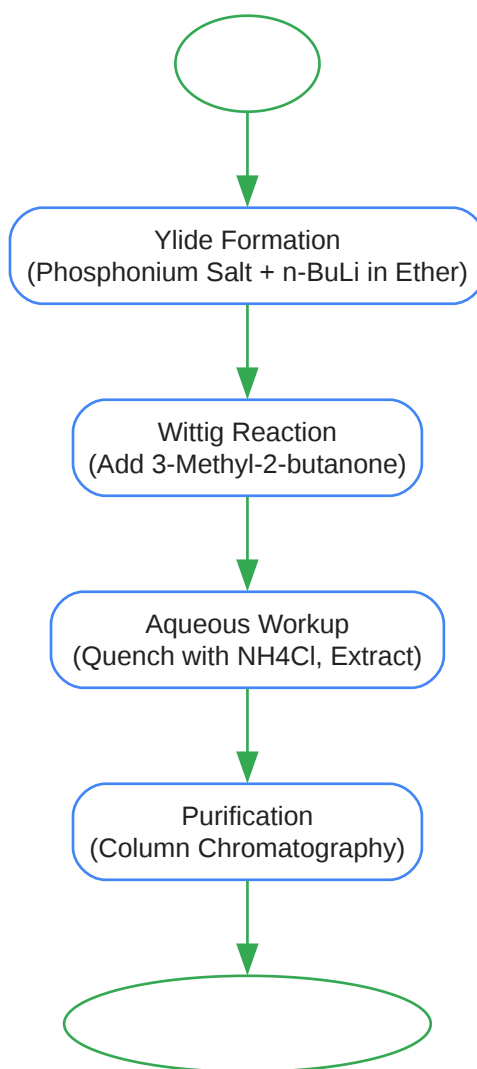 Ylide Formation
(Phosphonium Salt + n-BuLi in Ether)
Wittig Reaction
(Add 3-Methyl-2-butanone)
Aqueous Workup
(Quench with NH4Cl, Extract)
Purification
(Column Chromatography)